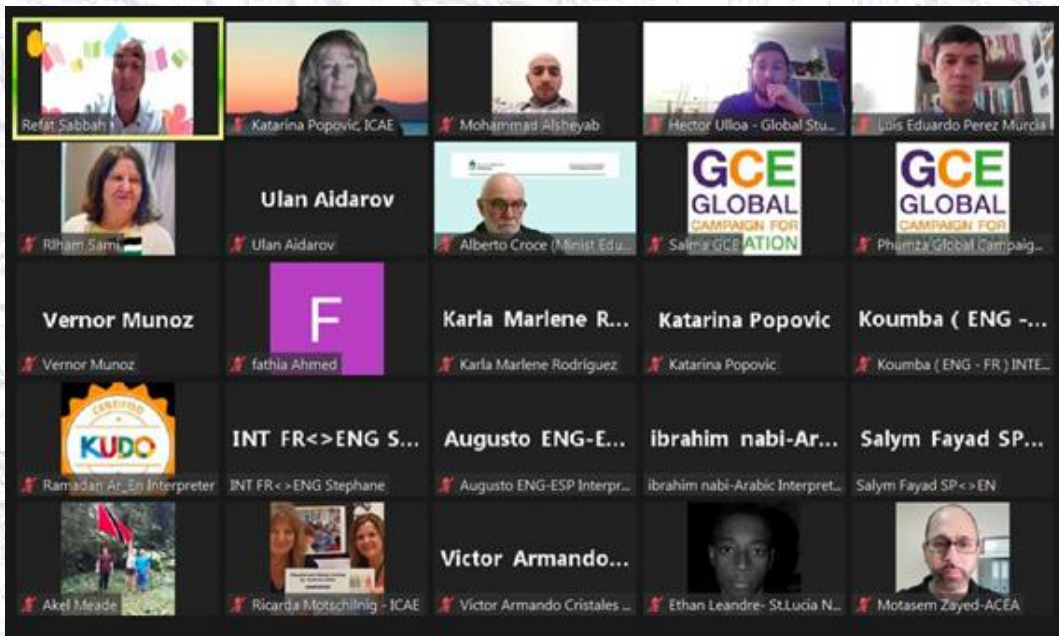 Refat Sabbah
Katarina Popovic, ICAE
Mohammad Alsheyab
Hector Ulloa - Global Stu...
Luis Eduardo Perez Murcia
Riham Sami
Ulan Aidarov
Ulan Aidarov
Alberto Croce (Minist Edu...
GCE
GLOBAL
CAMPAIGN FOR
ATION
Salma GCE
GCE
GLOBAL
CAMPAIGN FOR
Phumza Global Campaig...
Vernor Munoz
Vernor Munoz
F
fathia Ahmed
Karla Marlene R...
Karla Marlene Rodriguez
Katarina Popovic
Katarina Popovic
Koumba ( ENG -...
Koumba ( ENG - FR ) INTE...
CERTIFIED
KUDO
Ramadan Ar_En Interpreter
INT FR<>ENG S...
INT FR<>ENG Stephane
Augusto ENG-E...
Augusto ENG-ESP Interpr...
ibrahim nabi-Ar...
ibrahim nabi-Arabic Interpret...
Salym Fayad SP...
Salym Fayad SP<>EN
Akel Meade
Ricarda Motschilnig - ICAE
Victor Armando...
Victor Armando Cristales ...
Ethan Leandre- St.Lucia N...
Motasem Zayed-ACEA